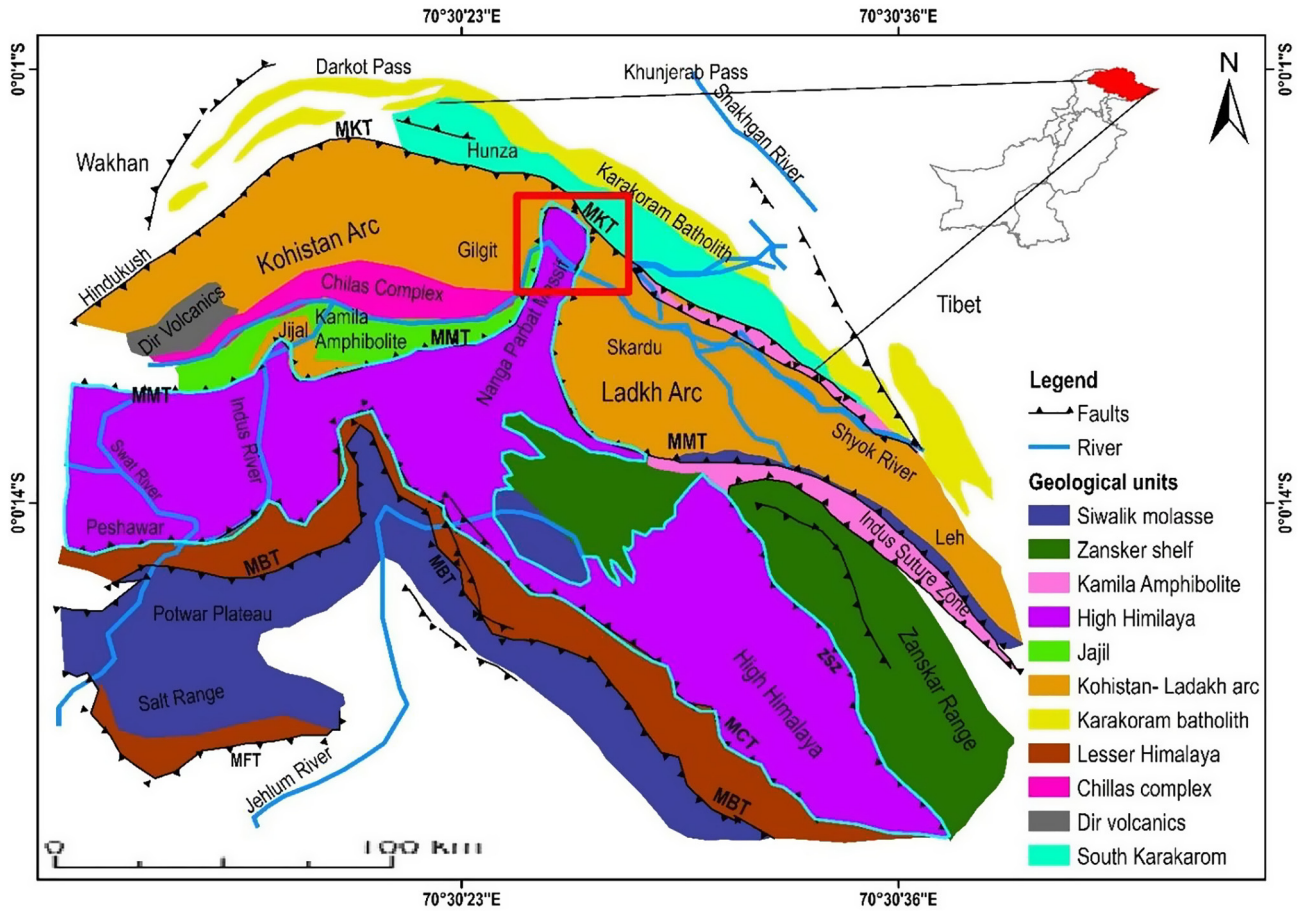 70°30'23"E
70°30'36"E
0°0'1"S
0°0'1"S
Darkot Pass
Khunjerab Pass
Shakhgan River
N
MKT
Wakhan
Hunza
Karakoram Batholith
MKT
Kohistan Arc
Gilgit
Hindukush
Chilas Complex
Tibet
Dir Volcanics
Kamila
Amphibolite
Jijal
MMT
Nanga Parbat Massif
Skardu
Ladkh Arc
MMT
Indus River
Swat River
MMT
Shyok River
Peshawar
0°0'14"S
0°0'14"S
Indus Suture Zone
Leh
MBT
MBT
Potwar Plateau
Zanskar Range
ZSZ
High Himalaya
Salt Range
MCT
MFT
Jehlum River
MBT
0
100 km
Legend
Faults
River
Geological units
Siwalik molasse
Zansker shelf
Kamila Amphibolite
High Himilaya
Jajil
Kohistan- Ladakh arc
Karakoram batholith
Lesser Himalaya
Chillas complex
Dir volcanics
South Karakarom
70°30'23"E
70°30'36"E